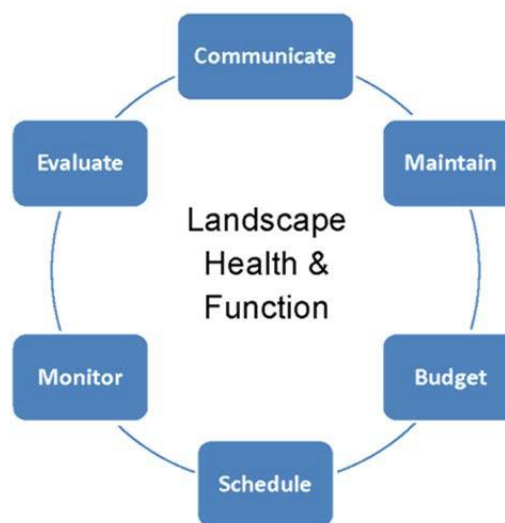 Communicate
Evaluate
Maintain
Landscape
Health &
Function
Monitor
Budget
Schedule